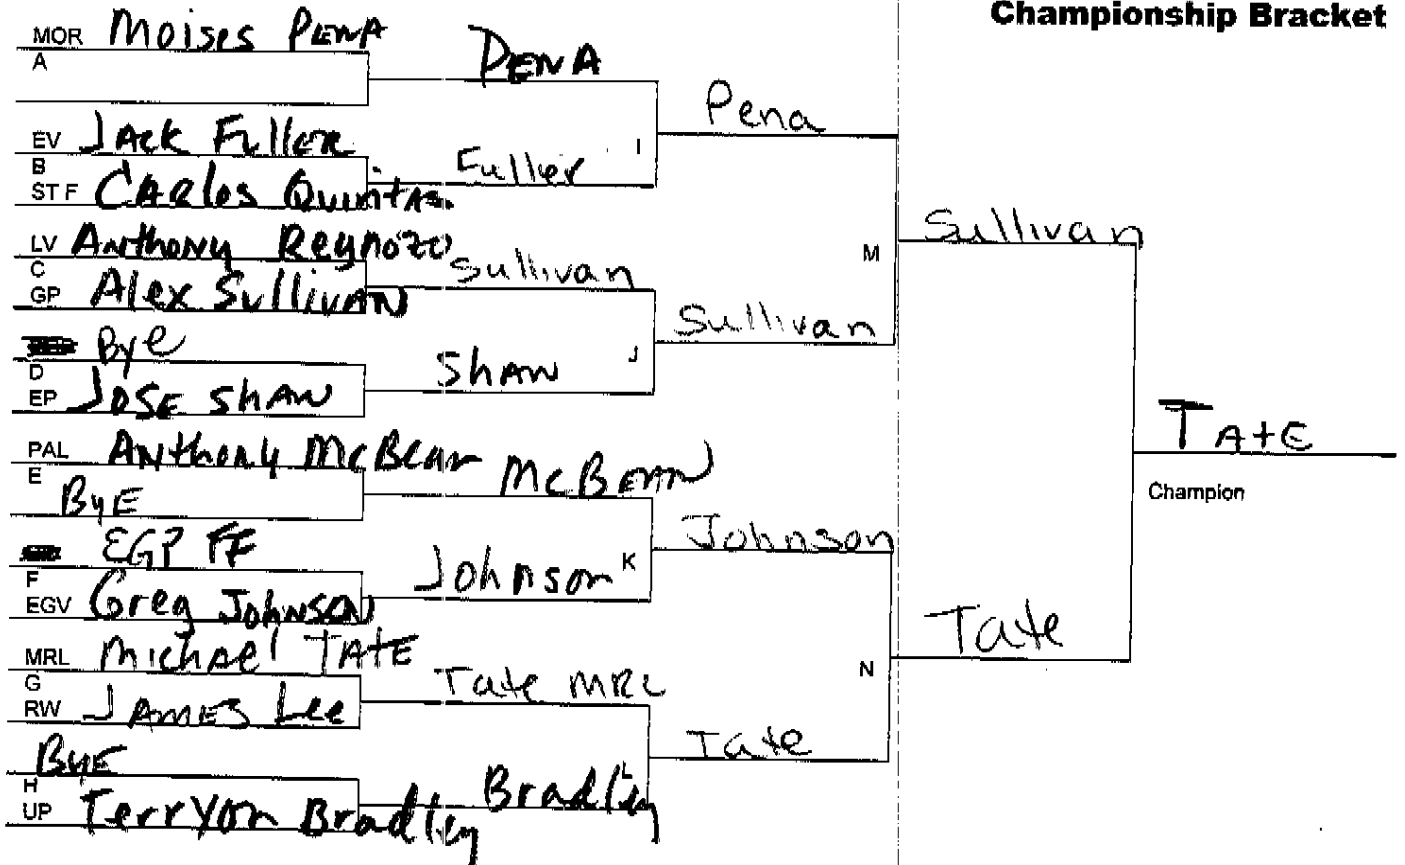 Championship Bracket
MOR Moises PENA
A
PENA
Pena
EV JACK FULLER
B
Fuller
I
ST F CARLOS
LV Anthony Reynozo
C
Sullivan
M
Sullivan
GP Alex SULLIVAN
Sullivan
Bye
D
SHAW
J
EP JOSE SHAW
TATE
Champion
PAL ANthony McBean
E
McBEAN
BYE
Johnson
EGP FF
F
Johnson
K
EGV Greg JOHNSON
Tate
MRL Michael TATE
G
Tate MRL
N
RW JAMES Lee
Tate
BYE
H
Bradley
L
UP Terryon Bradley